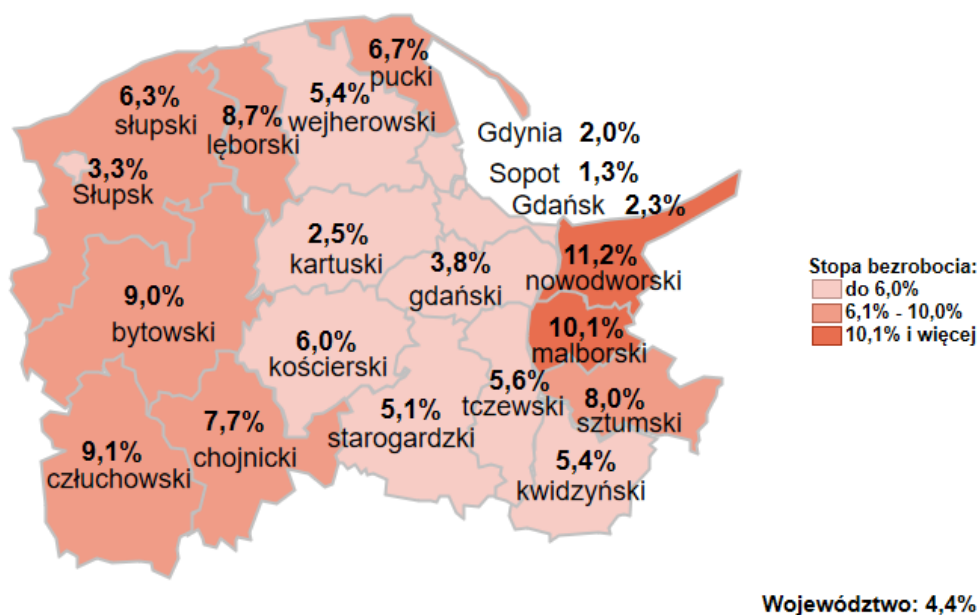 6,7%
pucki
6,3%
słupski
8,7%
lęborski
5,4%
wejherowski
Gdynia 2,0%
3,3%
Słupsk
Sopot 1,3%
Gdańsk 2,3%
2,5%
kartuski
3,8%
gdański
11,2%
nowodworski
9,0%
bytowski
6,0%
kościerski
10,1%
malborski
5,6%
tczewski
8,0%
sztumski
5,1%
starogardzki
7,7%
chojnicki
9,1%
człuchowski
5,4%
kwidzyński
Stopa bezrobocia:
do 6,0%
6,1% - 10,0%
10,1% i więcej
Województwo: 4,4%